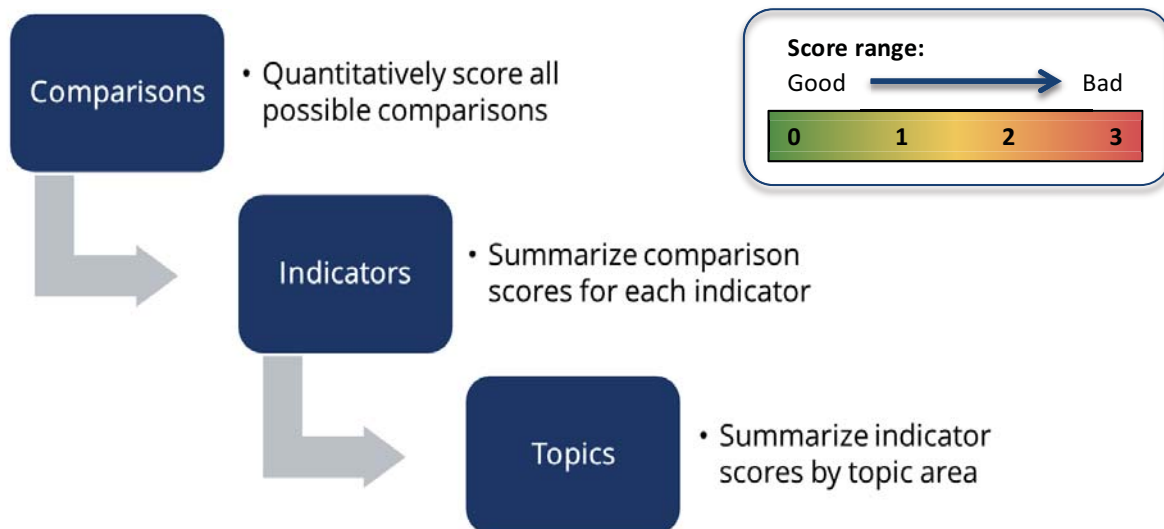 Comparisons
• Quantitatively score all
possible comparisons
Score range:
Good Bad
0 1 2 3
Indicators
• Summarize comparison
scores for each indicator
Topics
• Summarize indicator
scores by topic area